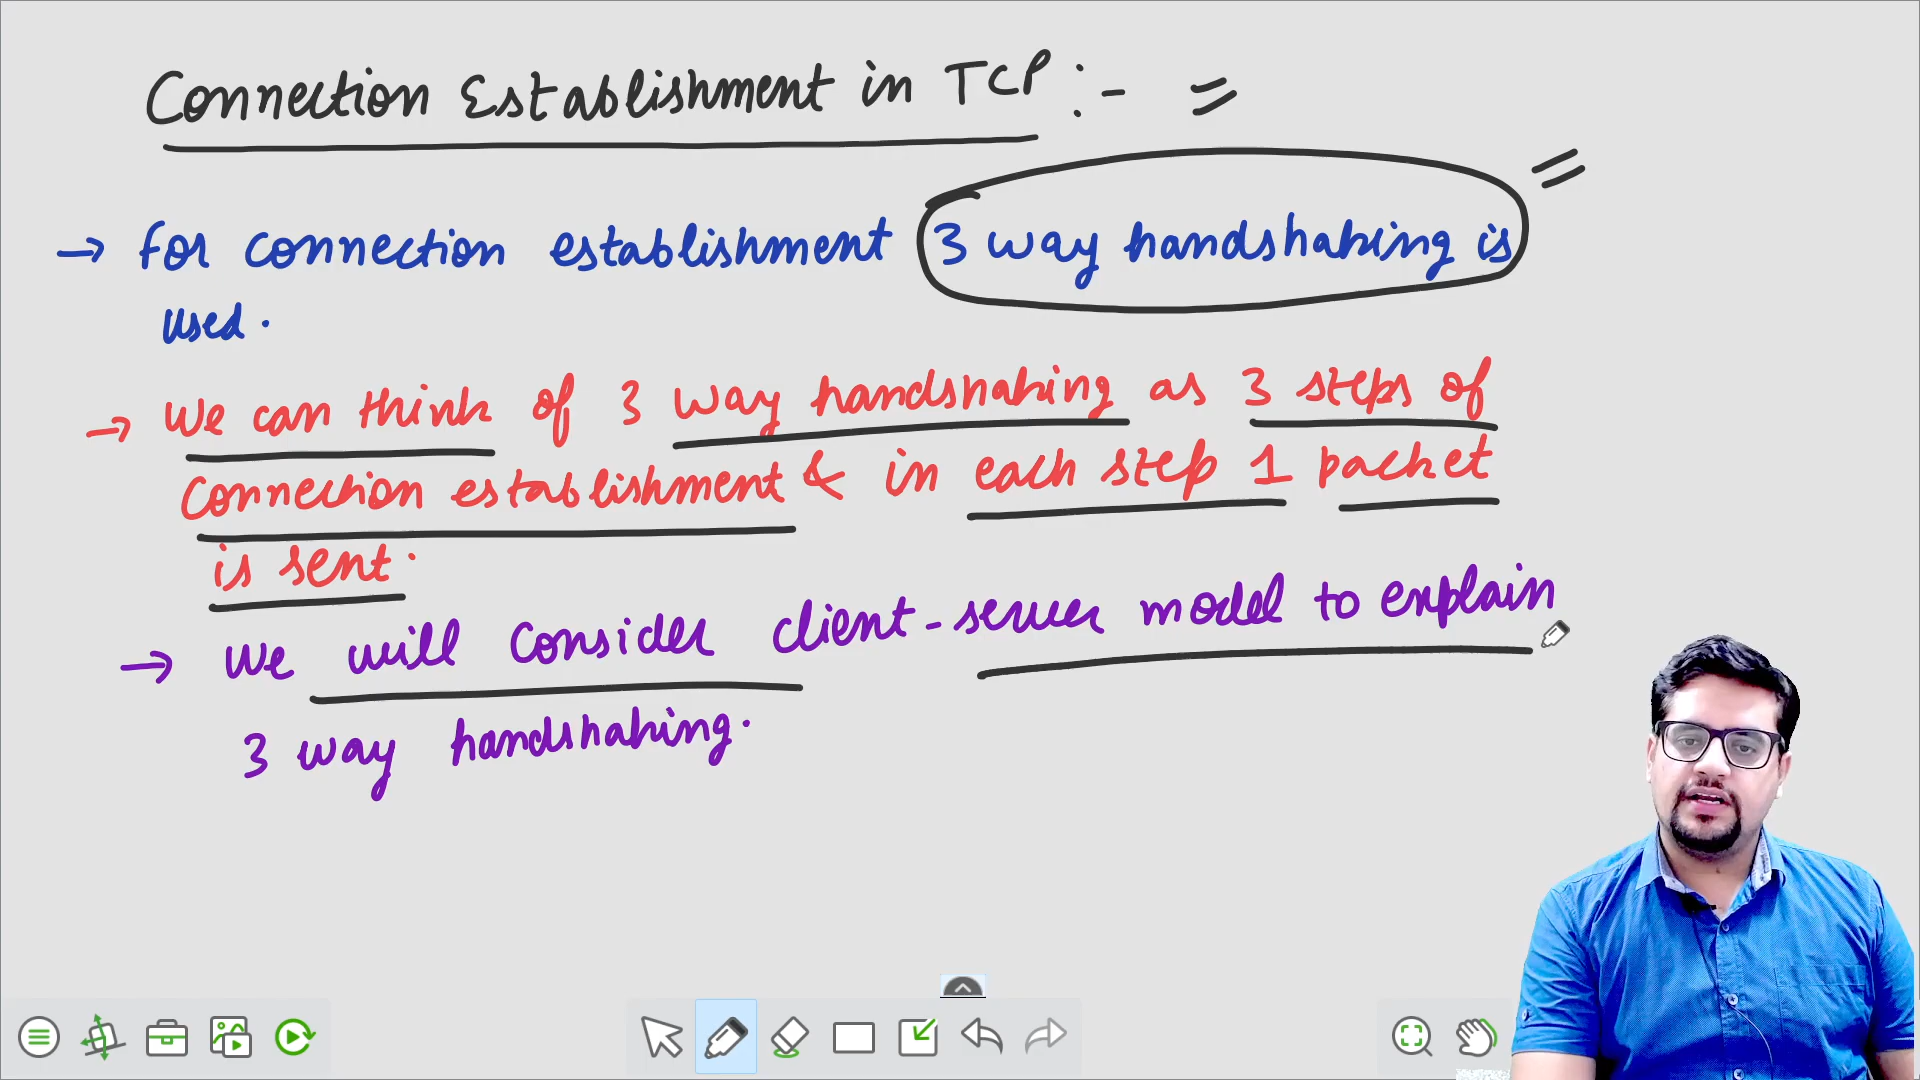 Connection Establishment in TCP :- =
→ for connection establishment 3 way handshaking is =
used.
→ We can think of 3 way handshaking as 3 steps of
Connection establishment & in each step 1 packet
is sent.
→ We will consider client-server model to explain
3 way handshaking.